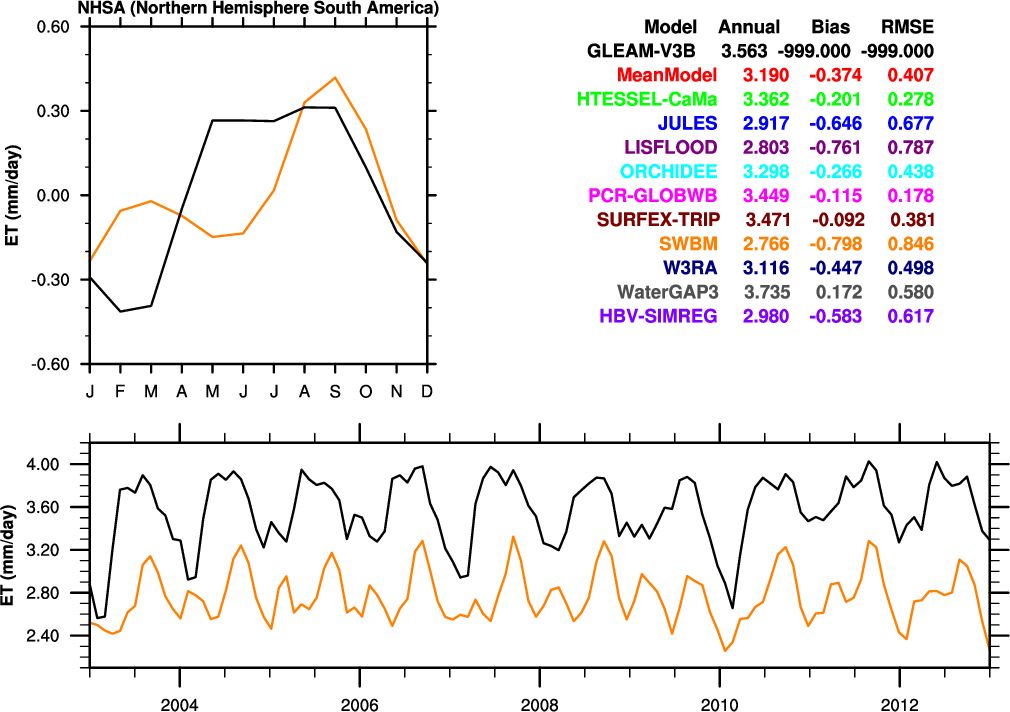 NHSA (Northern Hemisphere South America)
0.60
0.30
0.00
-0.30
-0.60
ET (mm/day)
J F M A M J J A S O N D
Model Annual Bias RMSE
GLEAM-V3B 3.563 -999.000 -999.000
MeanModel 3.190 -0.374 0.407
HTESSEL-CaMa 3.362 -0.201 0.278
JULES 2.917 -0.646 0.677
LISFLOOD 2.803 -0.761 0.787
ORCHIDEE 3.298 -0.266 0.438
PCR-GLOBWB 3.449 -0.115 0.178
SURFEX-TRIP 3.471 -0.092 0.381
SWBM 2.766 -0.798 0.846
W3RA 3.116 -0.447 0.498
WaterGAP3 3.735 0.172 0.580
HBV-SIMREG 2.980 -0.583 0.617
4.00
3.60
3.20
2.80
2.40
ET (mm/day)
2004 2006 2008 2010 2012